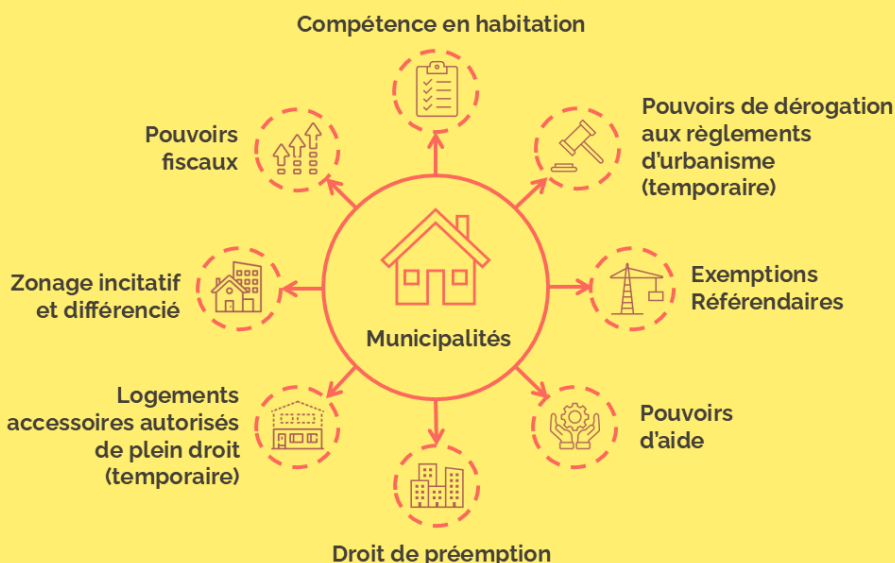 Compétence en habitation
Pouvoirs de dérogation
aux règlements
d'urbanisme
(temporaire)
Exemptions
Référendaires
Pouvoirs
d'aide
Droit de préemption
Logements
accessoires autorisés
de plein droit
(temporaire)
Zonage incitatif
et différencié
Pouvoirs
fiscaux
Municipalités